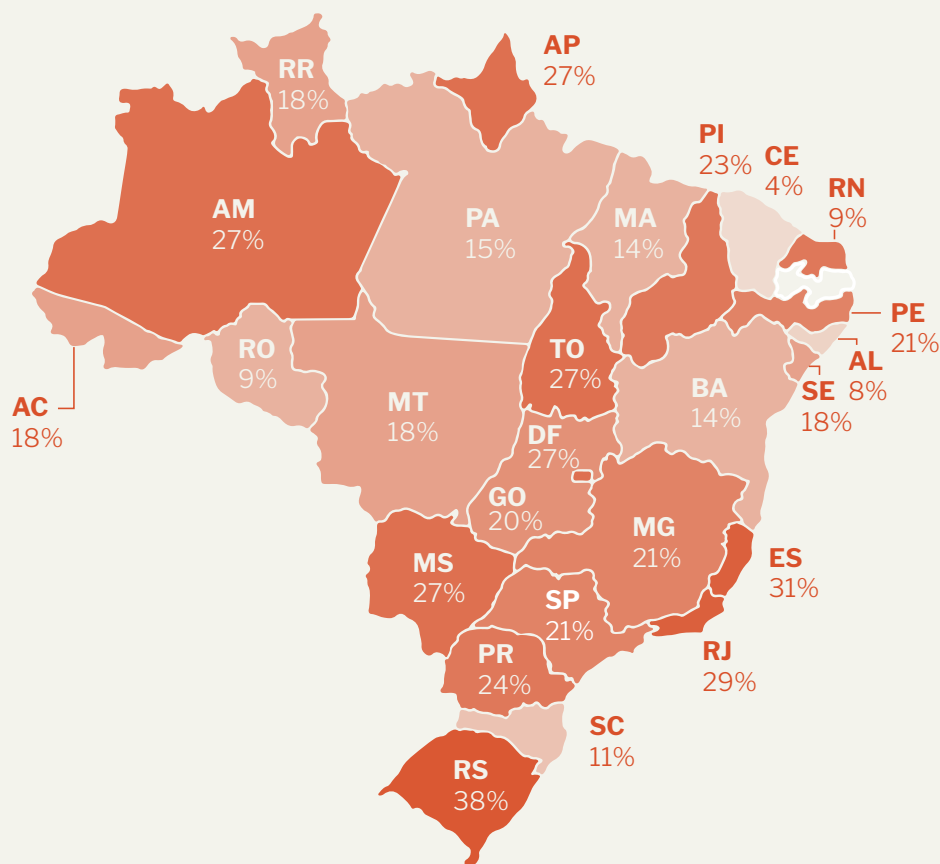 AP
27%
RR
18%
PI
23%
CE
4%
RN
9%
AM
27%
PA
15%
MA
14%
PE
21%
TO
27%
RO
9%
AL
8%
SE
18%
BA
14%
MT
18%
AC
18%
DF
27%
GO
20%
MG
21%
ES
31%
MS
27%
SP
21%
RJ
29%
PR
24%
SC
11%
RS
38%